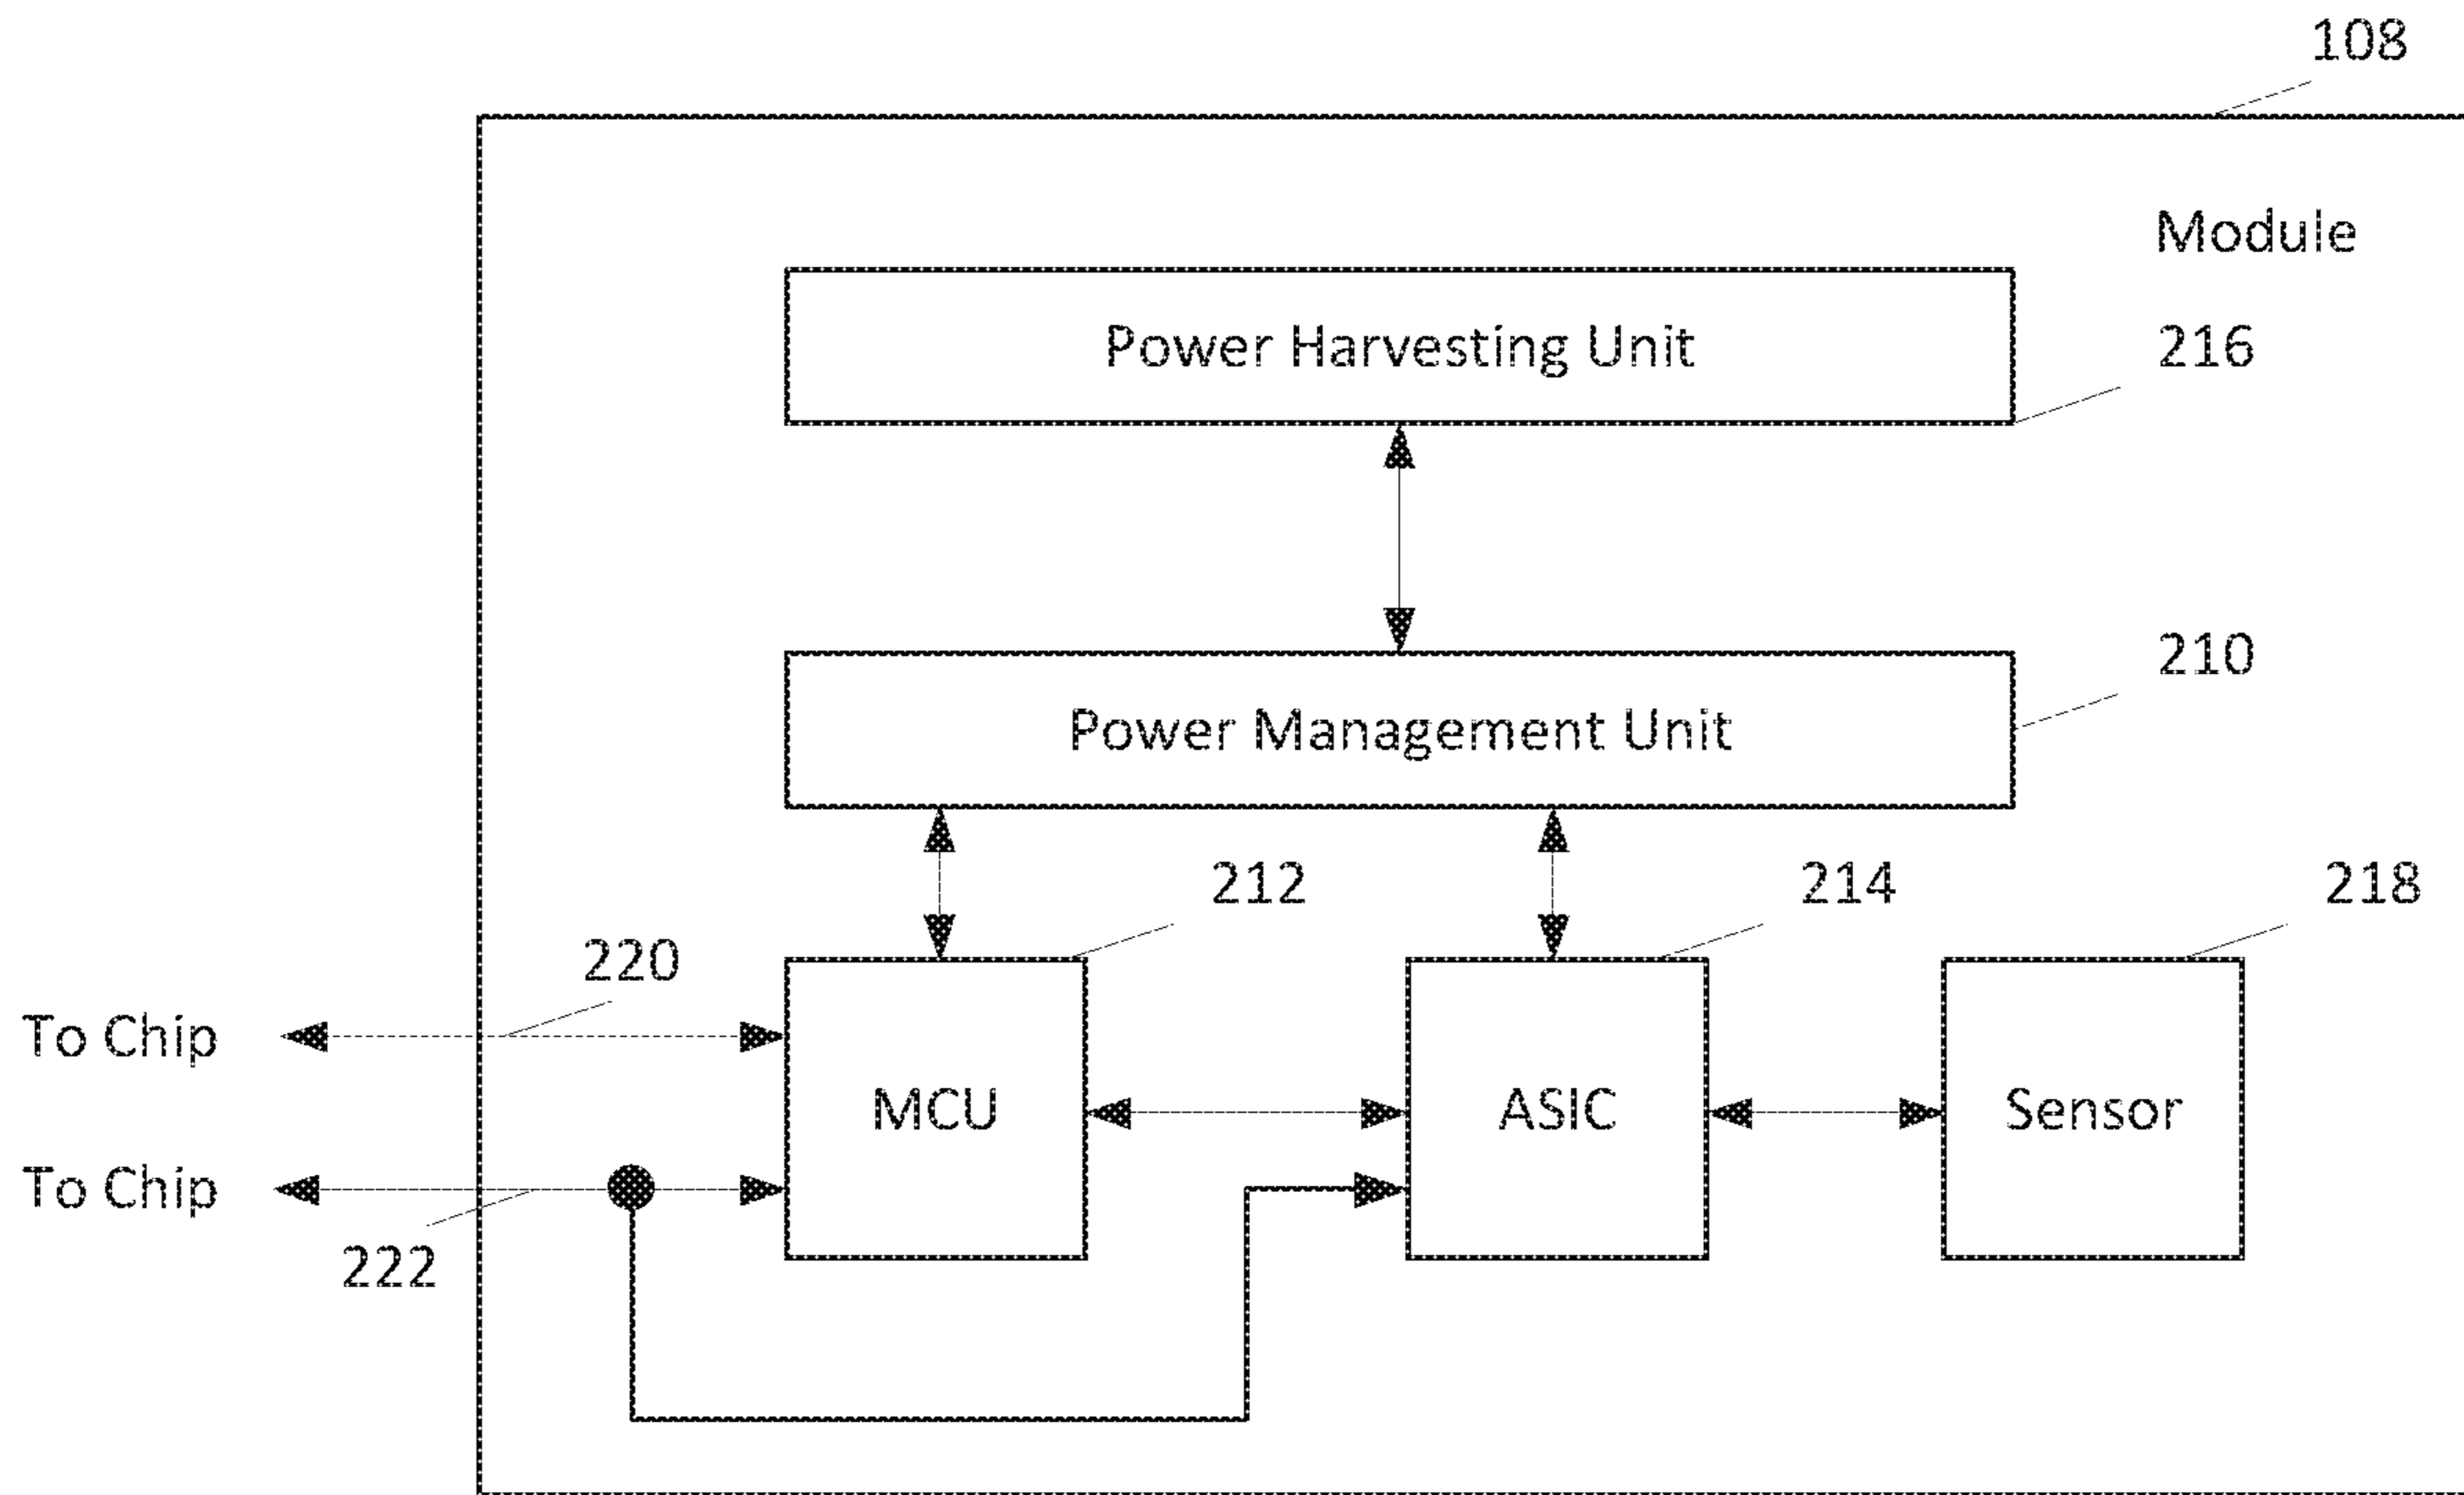 108
Module
Power Harvesting Unit
216
210
Power Management Unit
212
214
218
220
To Chip
MCU
ASIC
Sensor
To Chip
222